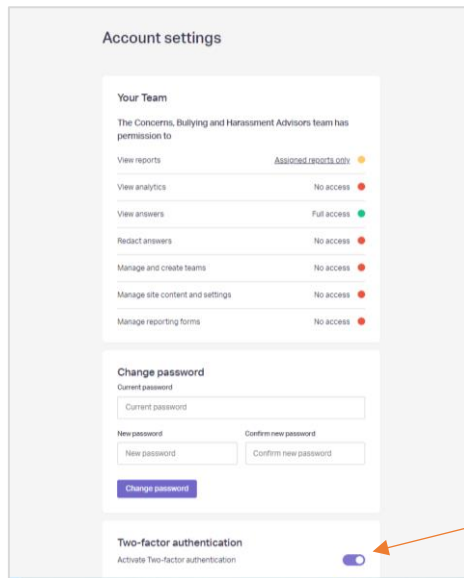 Account settings
Your Team
The Concerns, Bullying and Harassment Advisors team has
permission to
View reports Assigned reports only
View analytics No access
View answers Full access
Redact answers No access
Manage and create teams No access
Manage site content and settings No access
Manage reporting forms No access
Change password
Current password
Current password
New password Confirm new password
New password Confirm new password
Change password
Two-factor authentication
Activate Two-factor authentication